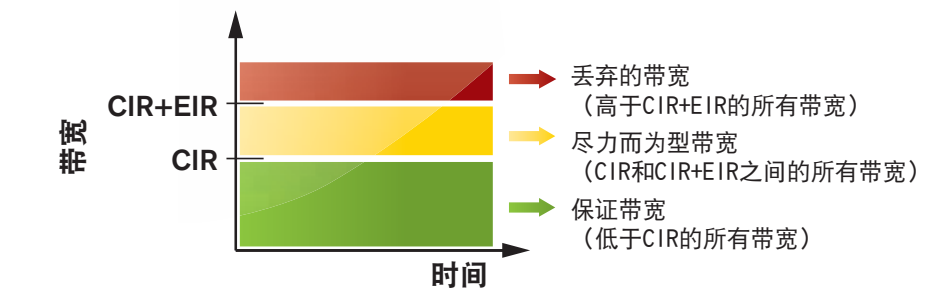 CIR+EIR
CIR
带宽
时间
丢弃的带宽
（高于CIR+EIR的所有带宽）
尽力而为型带宽
（CIR和CIR+EIR之间的所有带宽）
保证带宽
（低于CIR的所有带宽）